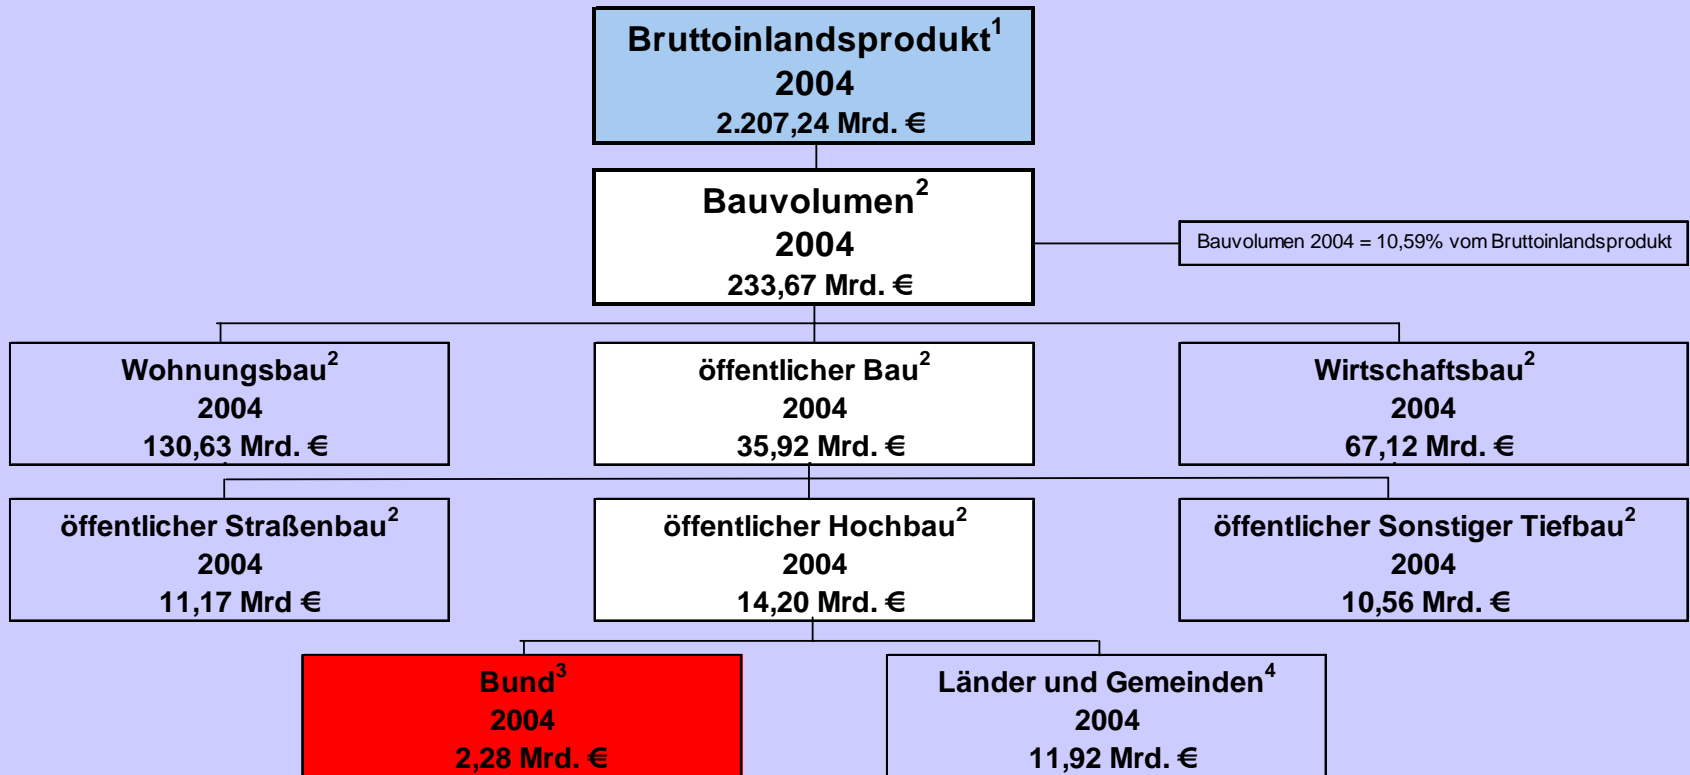 Bruttoinlandsprodukt¹
2004
2.207,24 Mrd. €
Bauvolumen²
2004
233,67 Mrd. €
Bauvolumen 2004 = 10,59% vom Bruttoinlandsprodukt
Wohnungsbau²
2004
130,63 Mrd. €
öffentlicher Bau²
2004
35,92 Mrd. €
Wirtschaftsbau²
2004
67,12 Mrd. €
öffentlicher Straßenbau²
2004
11,17 Mrd €
öffentlicher Hochbau²
2004
14,20 Mrd. €
öffentlicher Sonstiger Tiefbau²
2004
10,56 Mrd. €
Bund³
2004
2,28 Mrd. €
Länder und Gemeinden⁴
2004
11,92 Mrd. €